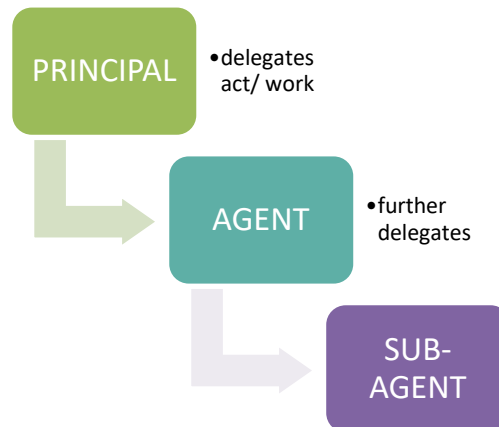 PRINCIPAL
•delegates
act/ work
AGENT
•further
delegates
SUB-
AGENT